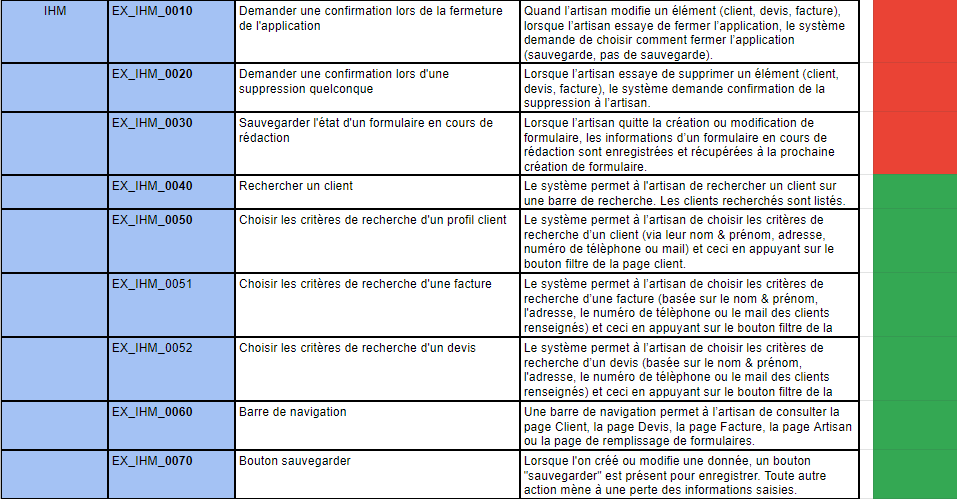 IHM
EX_IHM_0010
Demander une confirmation lors de la fermeture
de l'application
Quand l’artisan modifie un élément (client, devis, facture),
lorsque l’artisan essaye de fermer l’application, le système
demande de choisir comment fermer l’application
(sauvegarde, pas de sauvegarde).
EX_IHM_0020
Demander une confirmation lors d'une
suppression quelconque
Lorsque l’artisan essaye de supprimer un élément (client,
devis, facture), le système demande confirmation de la
suppression à l’artisan.
EX_IHM_0030
Sauvegarder l'état d'un formulaire en cours de
rédaction
Lorsque l’artisan quitte la création ou modification de
formulaire, les informations d’un formulaire en cours de
rédaction sont enregistrées et récupérées à la prochaine
création de formulaire.
EX_IHM_0040
Rechercher un client
Le système permet à l'artisan de rechercher un client sur
une barre de recherche. Les clients recherchés sont listés.
EX_IHM_0050
Choisir les critères de recherche d'un profil client
Le système permet à l’artisan de choisir les critères de
recherche d’un client (via leur nom & prénom, adresse,
numéro de télèphone ou mail) et ceci en appuyant sur le
bouton filtre de la page client.
EX_IHM_0051
Choisir les critères de recherche d'une facture
Le système permet à l’artisan de choisir les critères de
recherche d’une facture (basée sur le nom & prénom,
l'adresse, le numéro de télèphone ou le mail des clients
renseignés) et ceci en appuyant sur le bouton filtre de la
EX_IHM_0052
Choisir les critères de recherche d'un devis
Le système permet à l’artisan de choisir les critères de
recherche d’un devis (basée sur le nom & prénom,
l'adresse, le numéro de télèphone ou le mail des clients
renseignés) et ceci en appuyant sur le bouton filtre de la
EX_IHM_0060
Barre de navigation
Une barre de navigation permet à l’artisan de consulter la
page Client, la page Devis, la page Facture, la page Artisan
ou la page de remplissage de formulaires.
EX_IHM_0070
Bouton sauvegarder
Lorsque l'on créé ou modifie une donnée, un bouton
"sauvegarder" est présent pour enregistrer. Toute autre
action mène à une perte des informations saisies.